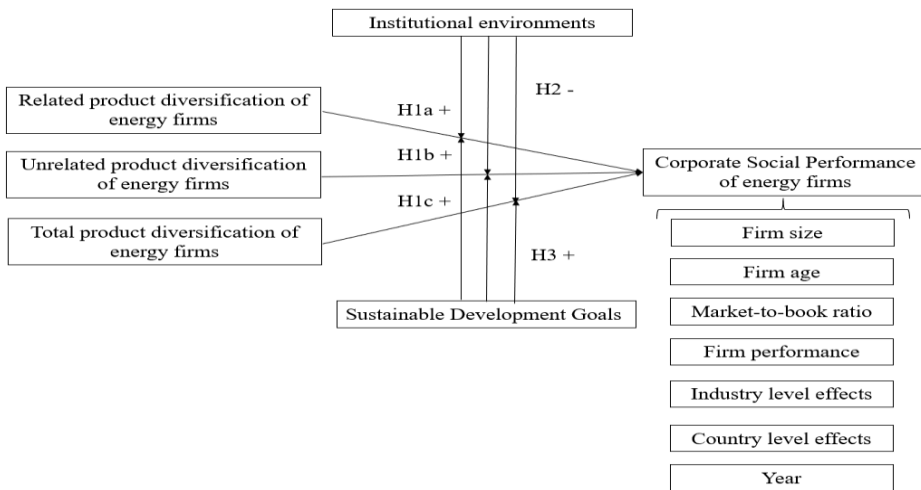 Institutional environments
Related product diversification of
energy firms
H1a +
H2 -
Unrelated product diversification
of energy firms
H1b +
Corporate Social Performance
of energy firms
H1c +
Total product diversification of
energy firms
H3 +
Sustainable Development Goals
Firm size
Firm age
Market-to-book ratio
Firm performance
Industry level effects
Country level effects
Year